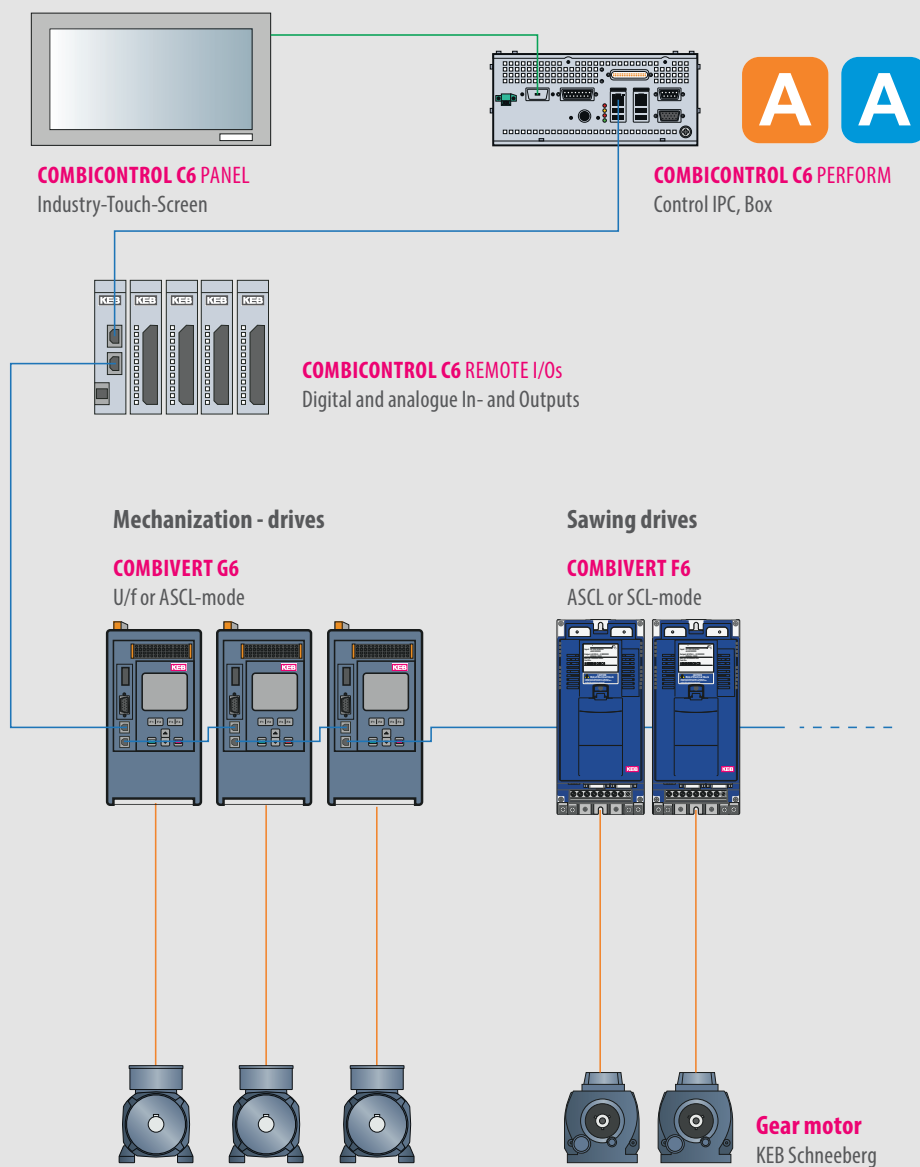 A A
COMBICONTROL C6 PANEL
Industry-Touch-Screen
COMBICONTROL C6 PERFORM
Control IPC, Box
KEB KEB KEB KEB KEB
COMBICONTROL C6 REMOTE I/Os
Digital and analogue In- and Outputs
Mechanization - drives
COMBIVERT G6
U/f or ASCL-mode
Sawing drives
COMBIVERT F6
ASCL or SCL-mode
KEB KEB KEB
KEB KEB
Gear motor
KEB Schneeberg